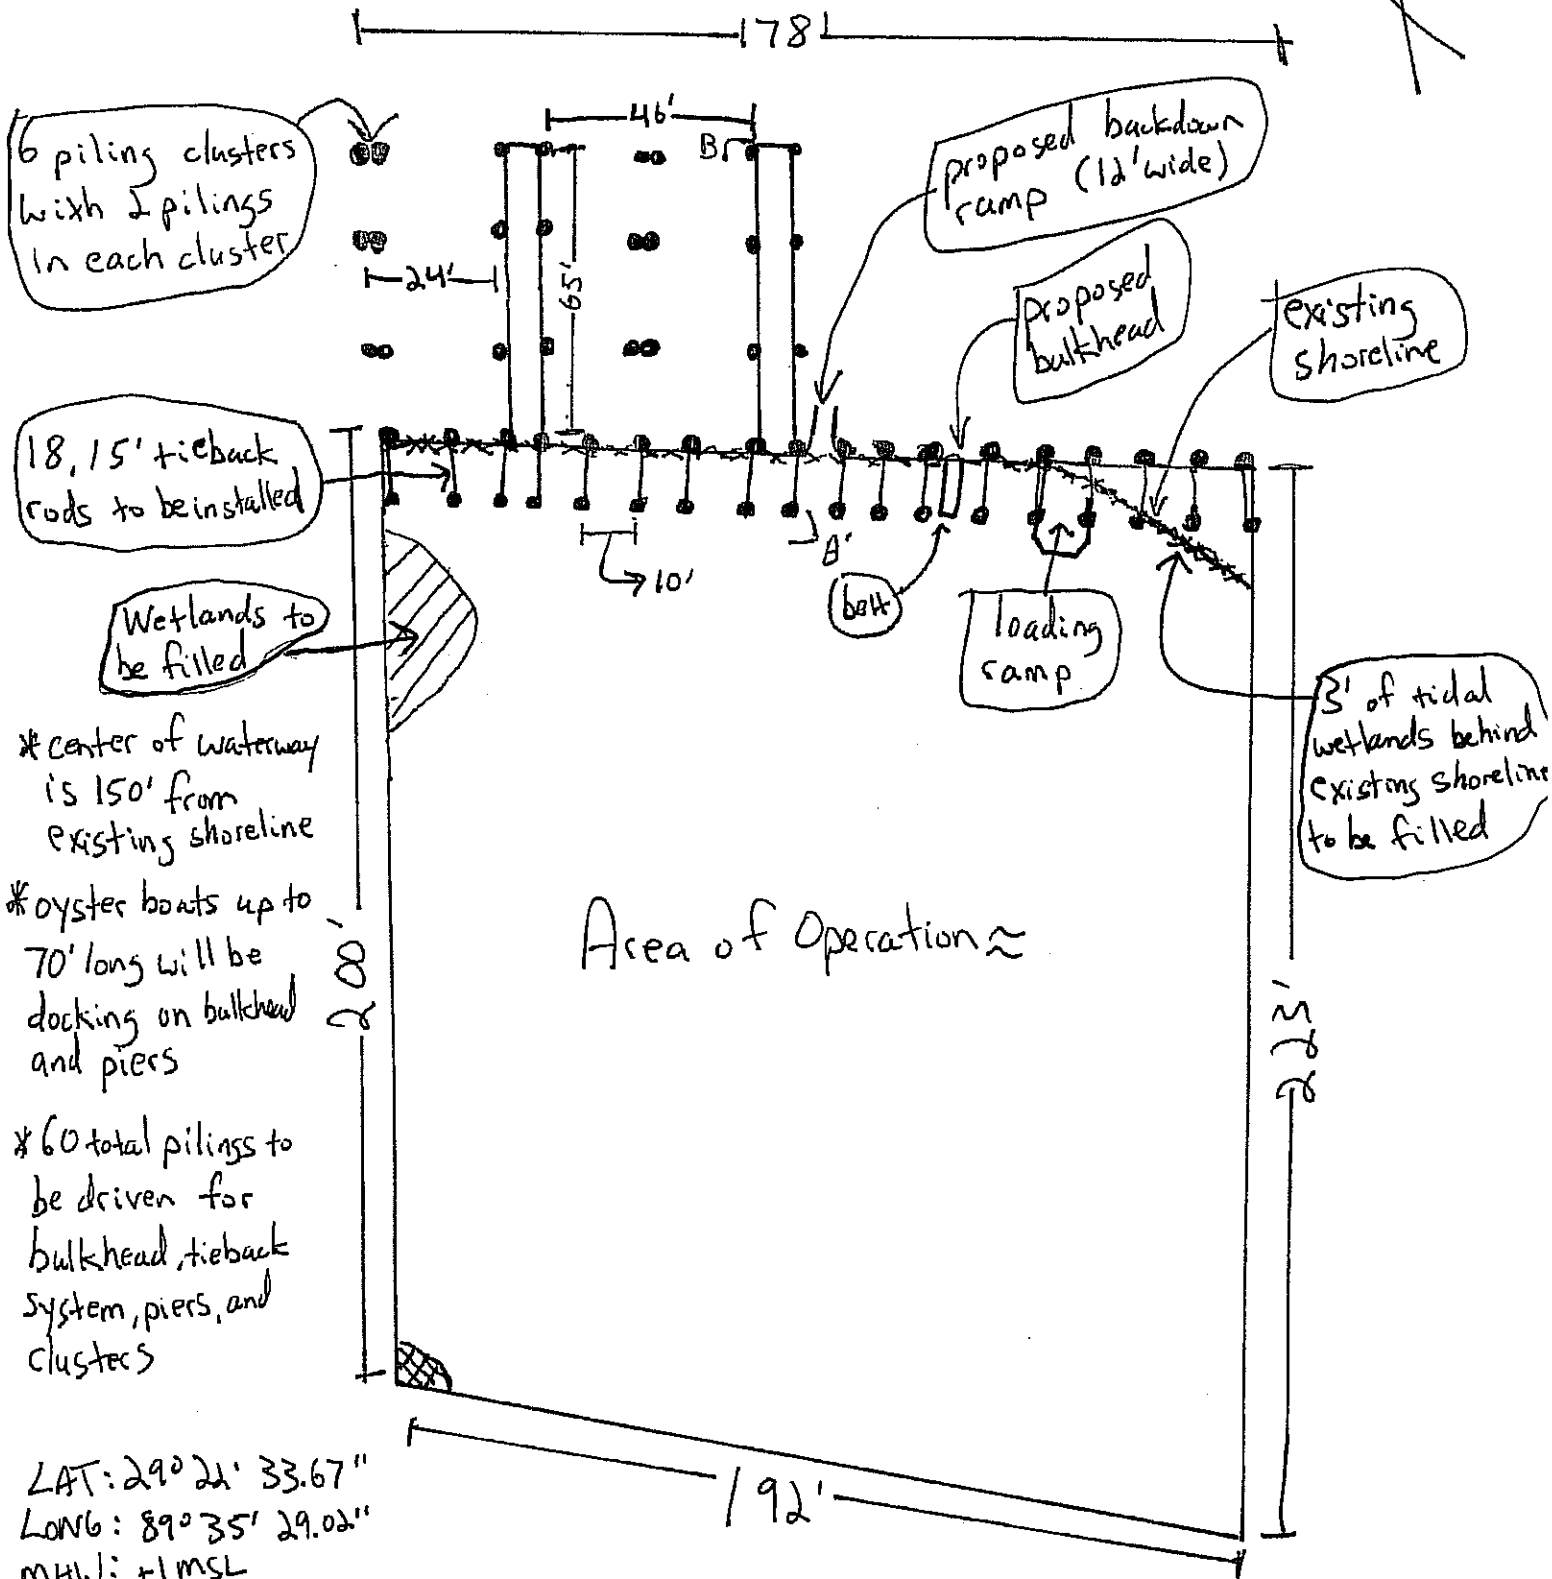 178'
46'
B
6 piling clusters
with 2 pilings
in each cluster
24'
65'
proposed backdown
ramp (12' wide)
proposed
bulkhead
existing
shoreline
18, 15' tieback
rods to be installed
10'
belt
loading
ramp
Wetlands to
be filled
3' of tidal
wetlands behind
existing shoreline
to be filled
* center of waterway
is 150' from
existing shoreline
* oyster boats up to
70' long will be
docking on bulkhead
and piers
200'
Area of Operation ≈
225'
* 60 total pilings to
be driven for
bulkhead, tieback
system, piers, and
clusters
192'
LAT: 29° 22' 33.67"
LONG: 89° 35' 29.02"
MHW: +1 MSL